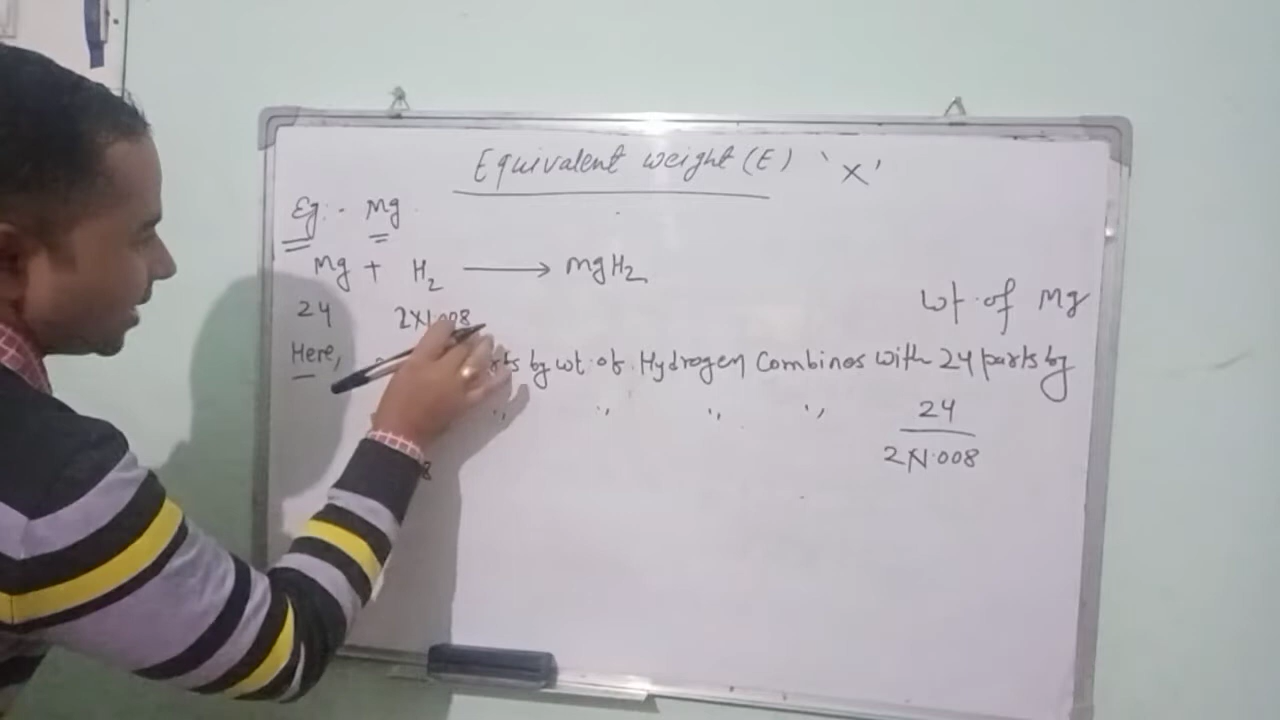 Equivalent weight (E) 'X'
Eg:- Mg
Mg + H₂ → MgH₂
24 2×1.008
wt. of Mg
Here, by wt. of Hydrogen Combines with 24 parts by
" " " " 24
2×1.008
8